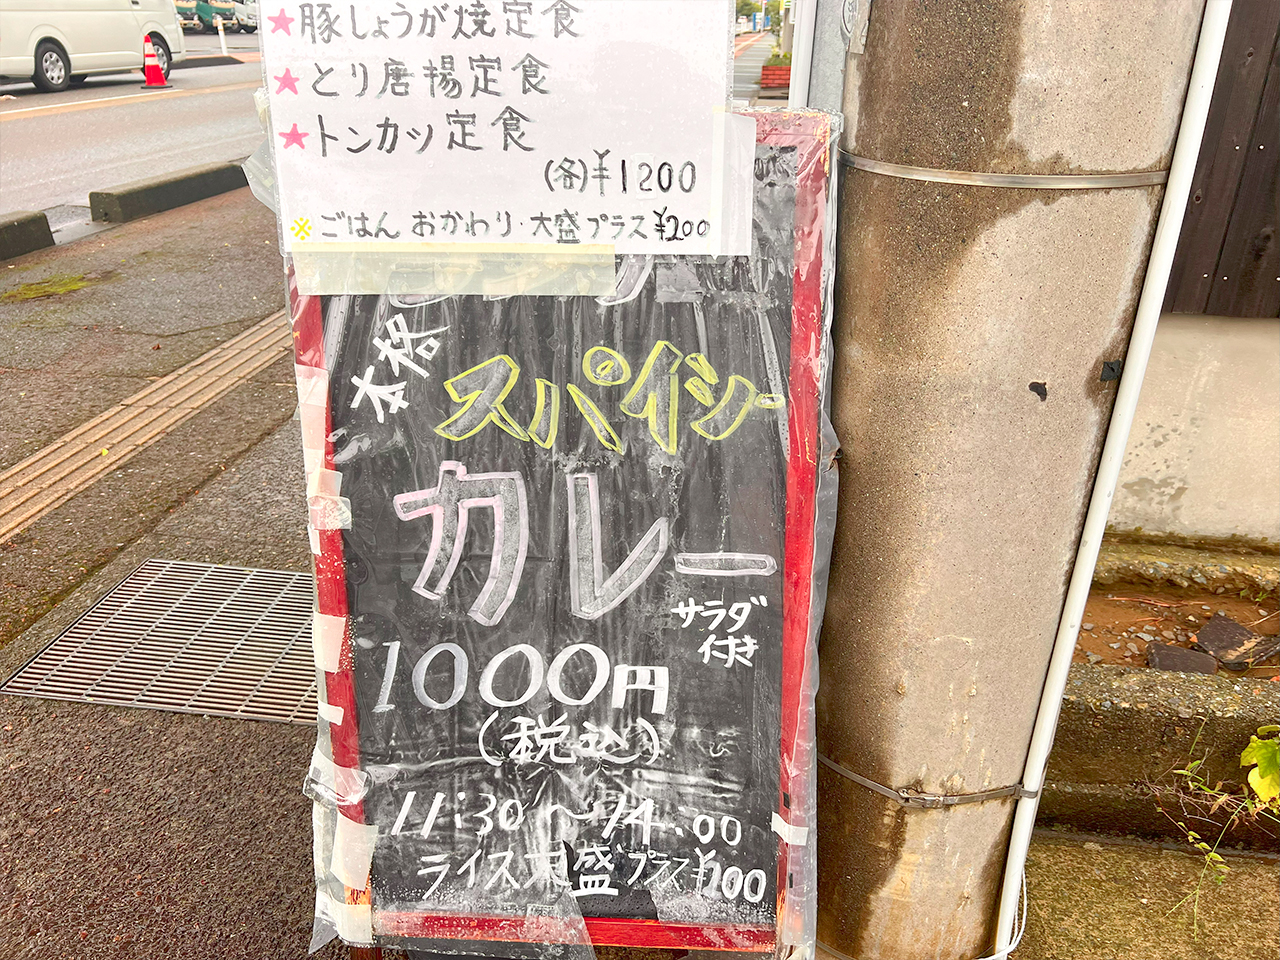 ★豚しょうが焼定食
★とり唐揚定食
★トンカツ定食
(各)¥1200
※ごはん おかわり・大盛プラス¥200
本格
スパイシー
カレー
サラダ
付き
1000円
(税込)
11:30〜14:00
ライス大盛プラス¥100